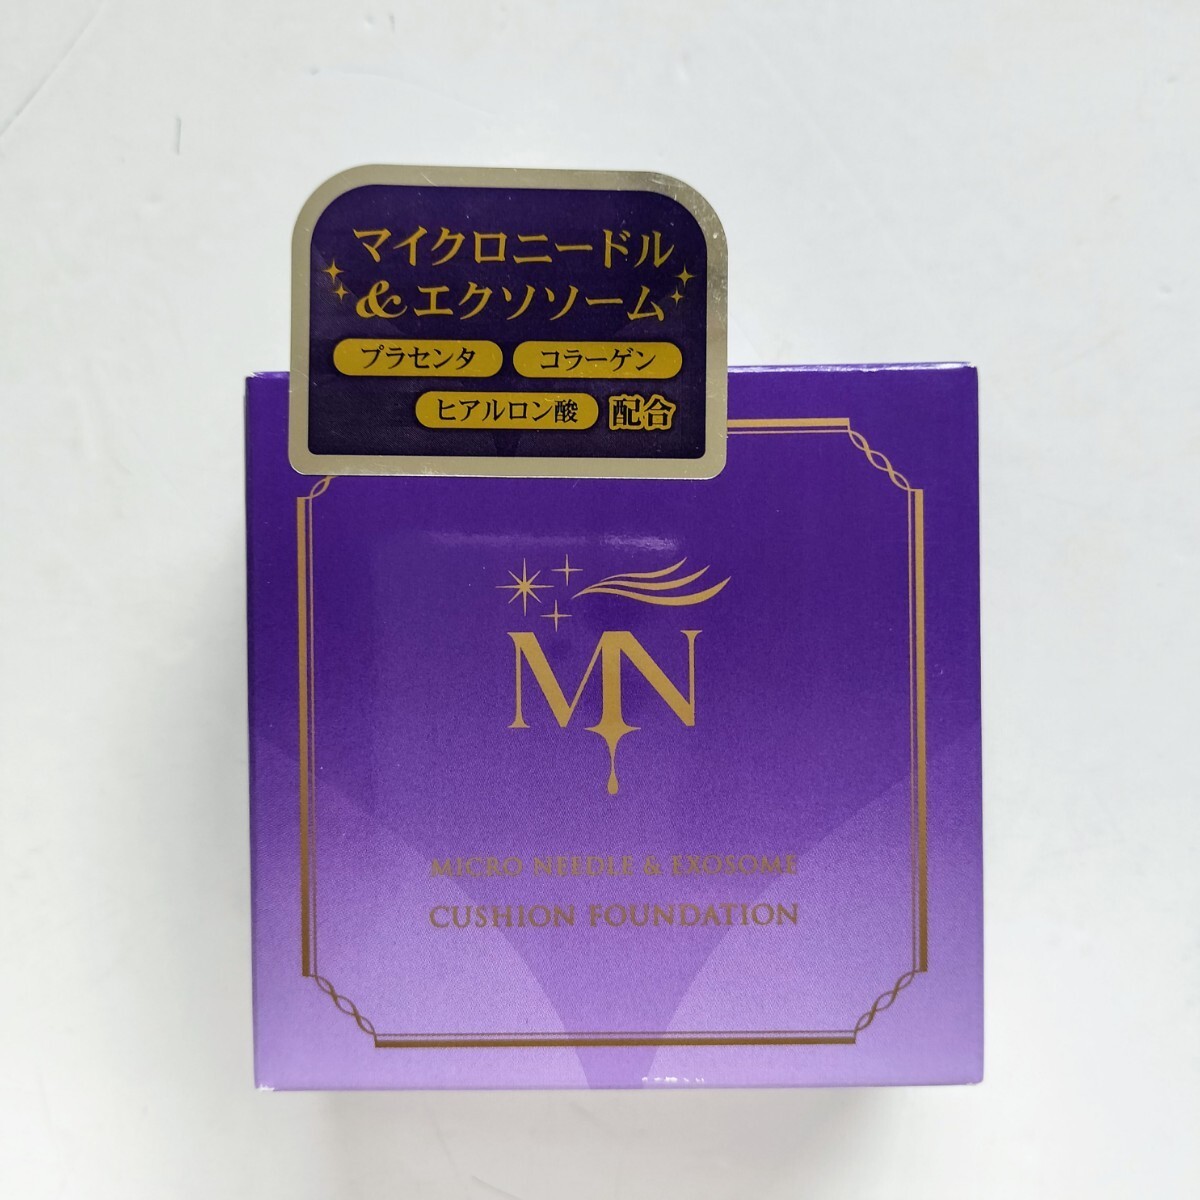 マイクロニードル
&エクソソーム
プラセンタ コラーゲン
ヒアルロン酸 配合
MN
MICRO NEEDLE & EXOSOME
CUSHION FOUNDATION